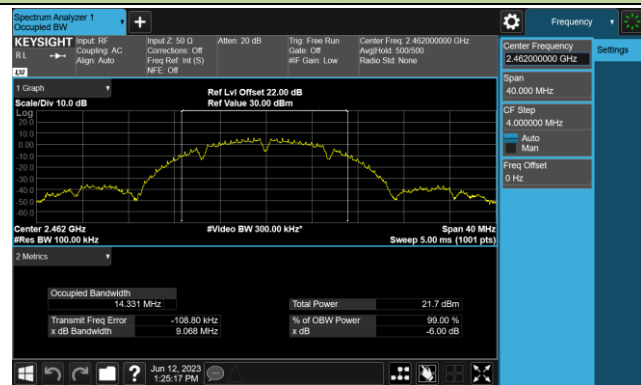 Spectrum Analyzer 1
Occupied BW
Frequency
KEYSIGHT
RL
Input: RF
Coupling: AC
Align: Auto
Input Z: 50 Ω
Corrections: Off
Freq Ref: Int (S)
NFE: Off
Atten: 20 dB
Trig: Free Run
Gate: Off
#IF Gain: Low
Center Freq: 2.462000000 GHz
Avg|Hold: 500/500
Radio Std: None
Center Frequency
2.462000000 GHz
Settings
Span
40.000 MHz
CF Step
4.000000 MHz
Auto
Man
Freq Offset
0 Hz
1 Graph
Scale/Div 10.0 dB
Ref Lvl Offset 22.00 dB
Ref Value 30.00 dBm
Log
20.0
10.0
0.00
-10.0
-20.0
-30.0
-40.0
-50.0
-60.0
Center 2.462 GHz
#Res BW 100.00 kHz
#Video BW 300.00 kHz*
Span 40 MHz
Sweep 5.00 ms (1001 pts)
2 Metrics
Occupied Bandwidth
14.331 MHz
Total Power 21.7 dBm
Transmit Freq Error -108.80 kHz
% of OBW Power 99.00 %
x dB Bandwidth 9.068 MHz
x dB -6.00 dB
Jun 12, 2023
1:25:17 PM